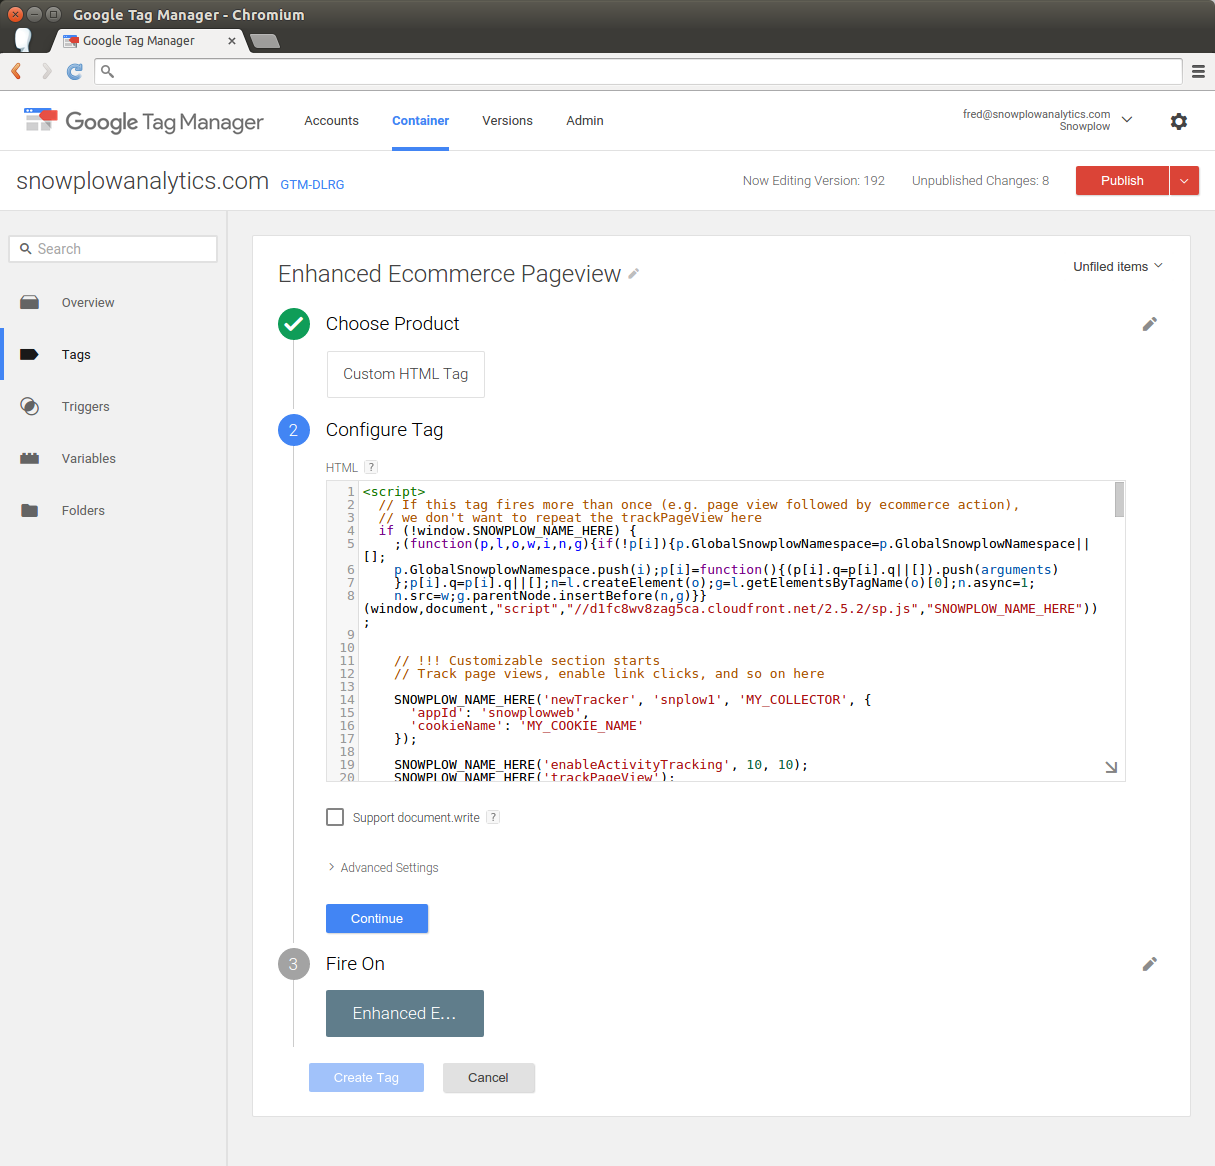 Google Tag Manager - Chromium
Google Tag Manager
Google Tag Manager
Accounts
Container
Versions
Admin
fred@snowplowanalytics.com
Snowplow
snowplowanalytics.com GTM-DLRG
Now Editing Version: 192
Unpublished Changes: 8
Publish
Search
Overview
Tags
Triggers
Variables
Folders
Enhanced Ecommerce Pageview
Unfiled items
Choose Product
Custom HTML Tag
2 Configure Tag
HTML ?
1 <script>
2   // If this tag fires more than once (e.g. page view followed by ecommerce action),
3   // we don't want to repeat the trackPageView here
4   if (!window.SNOWPLOW_NAME_HERE) {
5     ;(function(p,l,o,w,i,n,g){if(!p[i]){p.GlobalSnowplowNamespace=p.GlobalSnowplowNamespace||
[];
6     p.GlobalSnowplowNamespace.push(i);p[i]=function(){(p[i].q=p[i].q||[]).push(arguments)
7     };p[i].q=p[i].q||[];n=l.createElement(o);g=l.getElementsByTagName(o)[0];n.async=1;
8     n.src=w;g.parentNode.insertBefore(n,g)}}
(window,document,"script","//d1fc8wv8zag5ca.cloudfront.net/2.5.2/sp.js","SNOWPLOW_NAME_HERE"))
;
9
10
11     // !!! Customizable section starts
12     // Track page views, enable link clicks, and so on here
13
14     SNOWPLOW_NAME_HERE('newTracker', 'snplow1', 'MY_COLLECTOR', {
15       'appId': 'snowplowweb',
16       'cookieName': 'MY_COOKIE_NAME'
17     });
18
19     SNOWPLOW_NAME_HERE('enableActivityTracking', 10, 10);
20     SNOWPLOW_NAME_HERE('trackPageView');
Support document.write ?
Advanced Settings
Continue
3 Fire On
Enhanced E...
Create Tag
Cancel